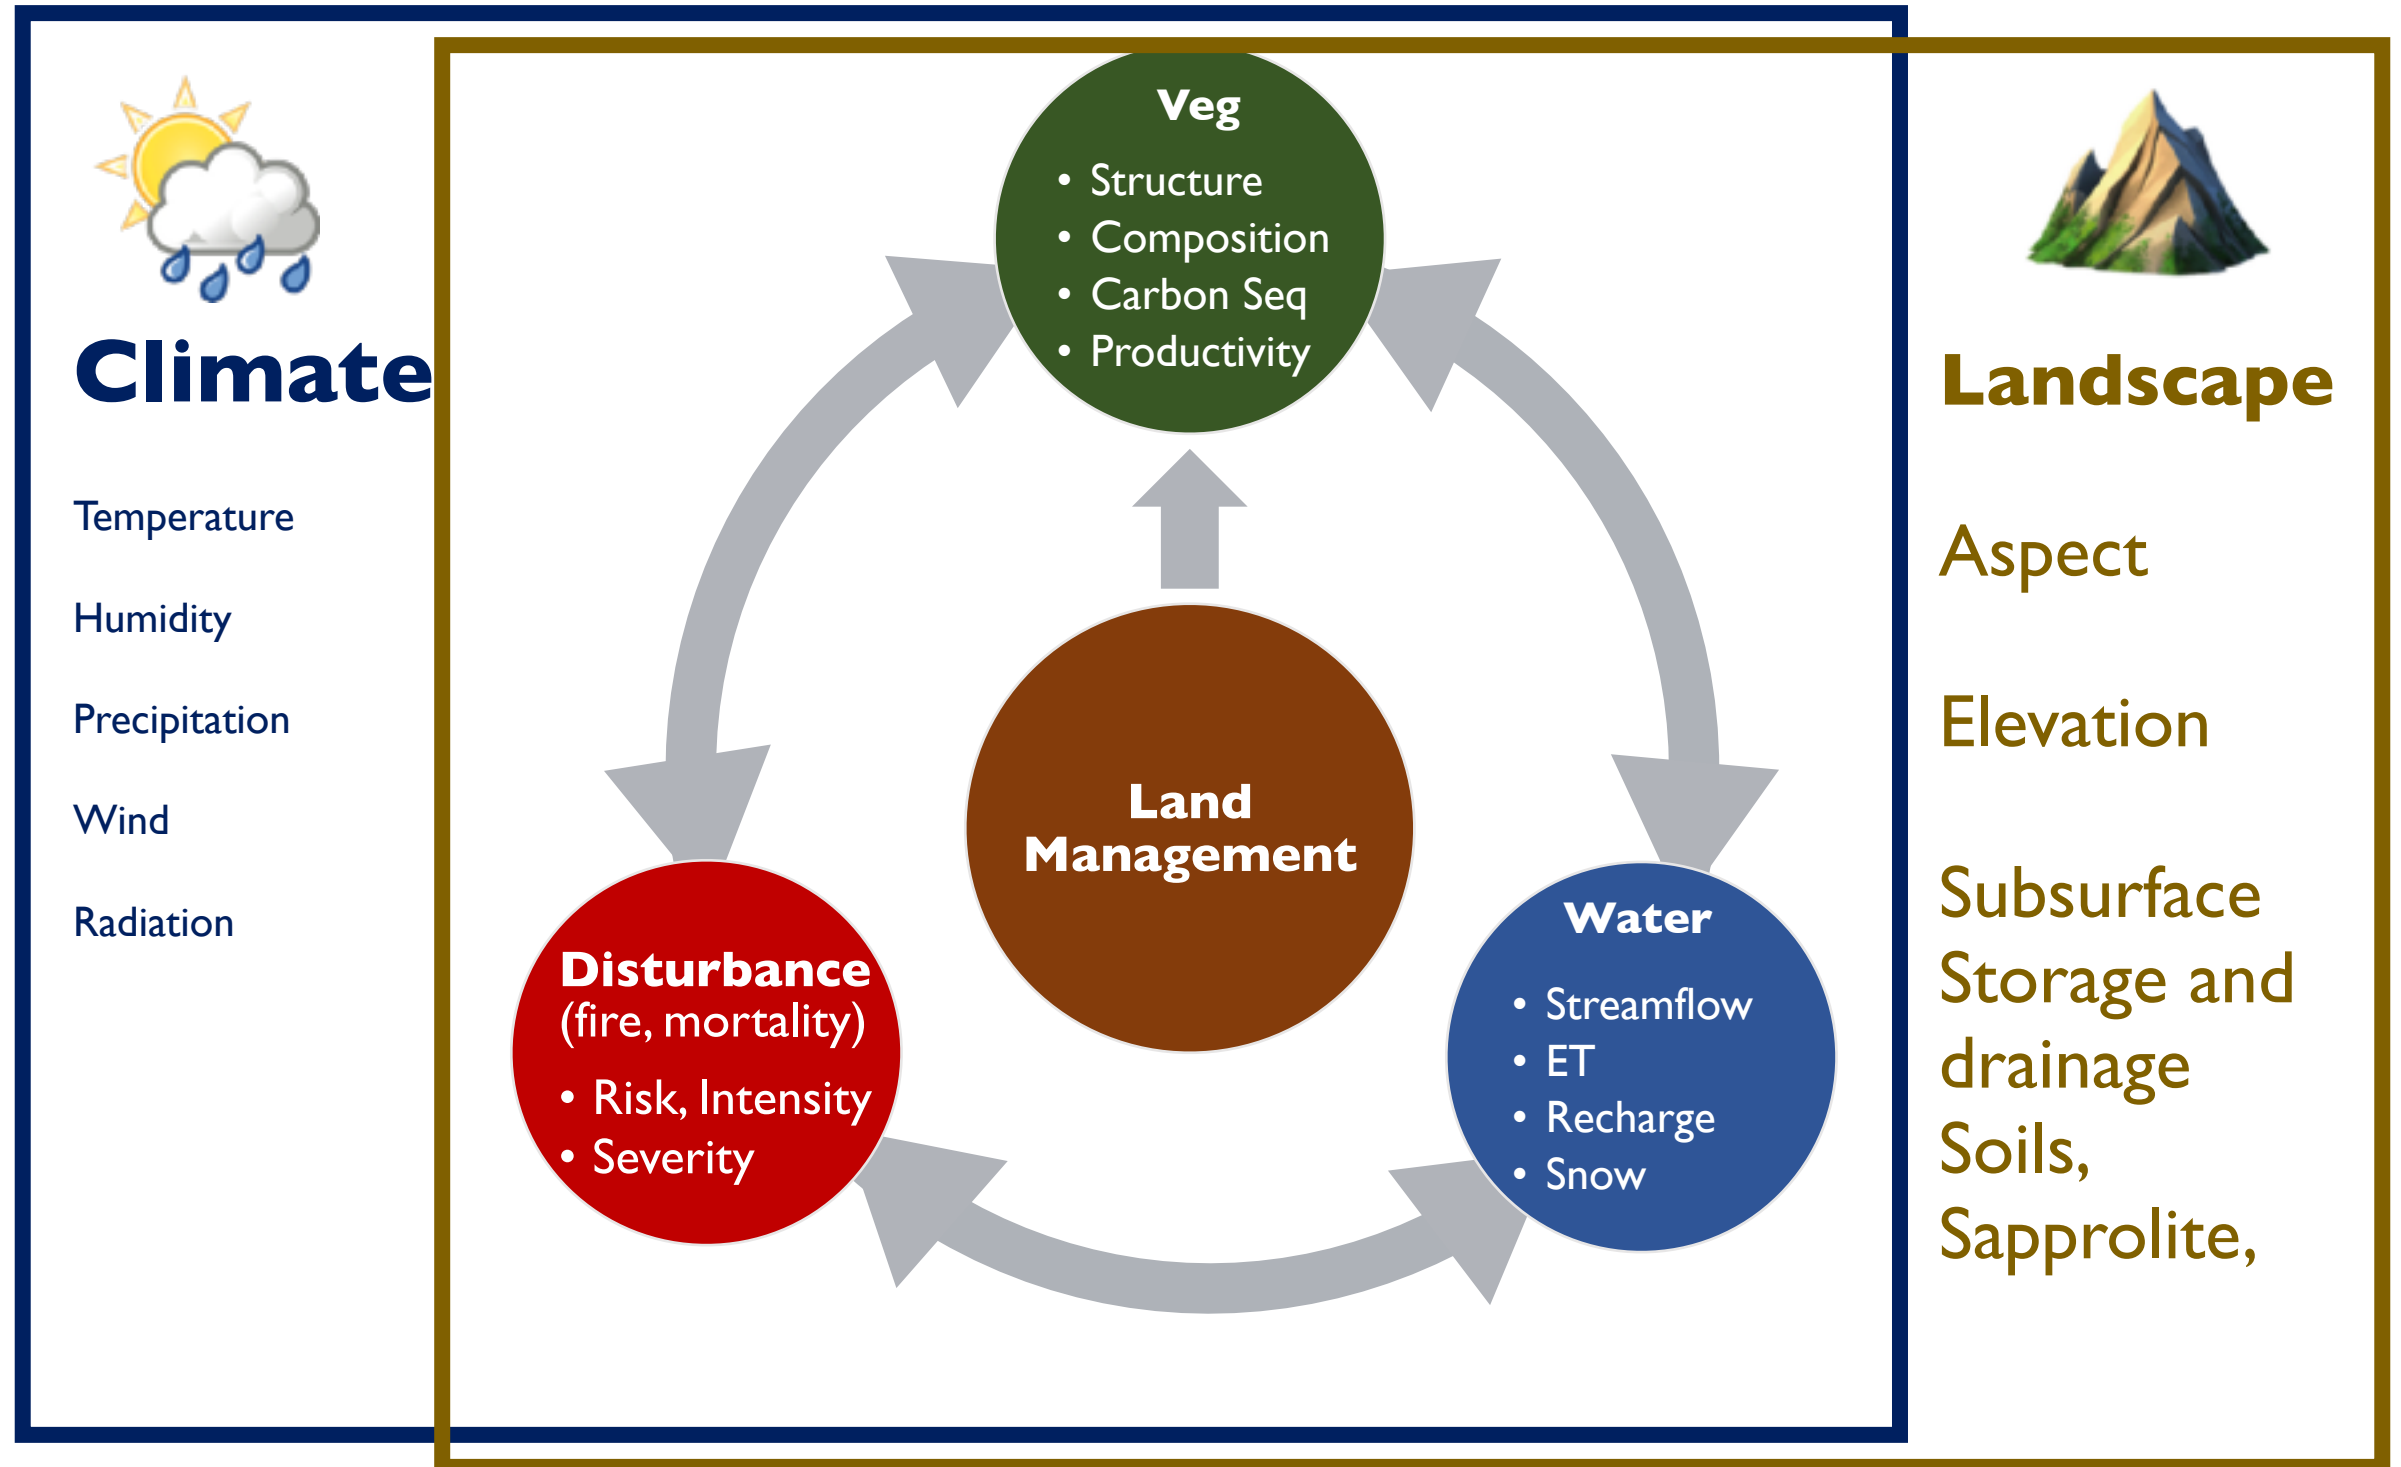 Climate
Temperature
Humidity
Precipitation
Wind
Radiation
Veg
• Structure
• Composition
• Carbon Seq
• Productivity
Land
Management
Disturbance
(fire, mortality)
• Risk, Intensity
• Severity
Water
• Streamflow
• ET
• Recharge
• Snow
Landscape
Aspect
Elevation
Subsurface
Storage and
drainage
Soils,
Sapprolite,